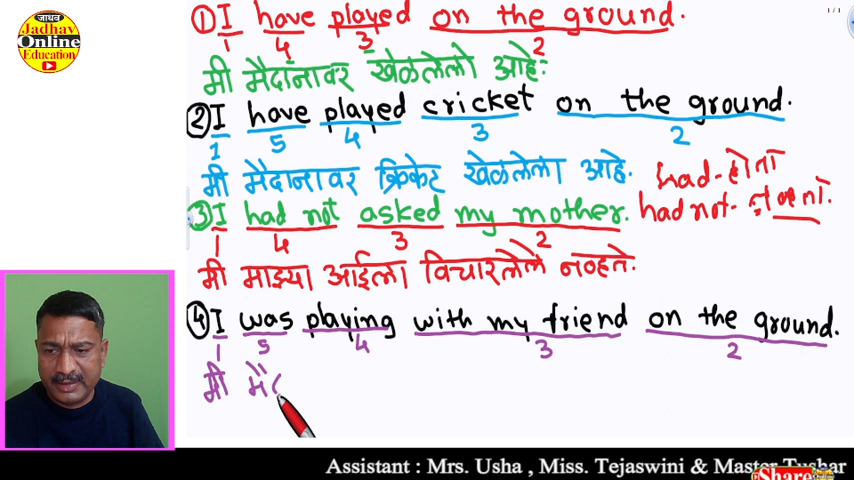 जाधव
Jadhav
Online
Education
1/1
① I have played on the ground.
1 4 3 2
मी मैदानावर खेळलेलो आहे.
② I have played cricket on the ground.
1 5 4 3 2
मी मैदानावर क्रिकेट खेळलेला आहे.
had - होता
③ I had not asked my mother.
had not - नव्हता.
1 4 3 2
मी माझ्या आईला विचारलेले नव्हते.
④ I was playing with my friend on the ground.
1 5 4 3 2
मी मै
Assistant : Mrs. Usha , Miss. Tejaswini & Master Tushar
Share